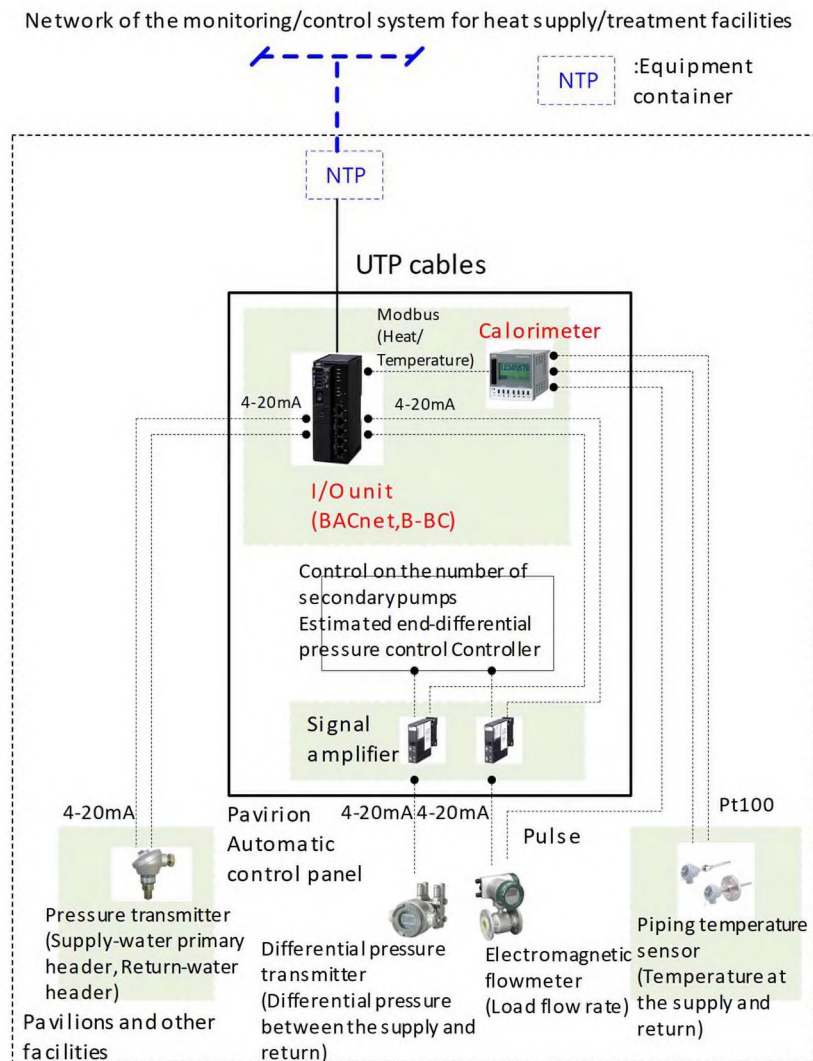 Network of the monitoring/control system for heat supply/treatment facilities
NTP
:Equipment
container
NTP
UTP cables
Modbus
(Heat/
Temperature)
Calorimeter
4-20mA
4-20mA
I/O unit
(BACnet,B-BC)
Control on the number of
secondary pumps
Estimated end-differential
pressure control Controller
Signal
amplifier
4-20mA
Pavirion
Automatic
control panel
4-20mA
4-20mA
Pulse
Pt100
Pressure transmitter
(Supply-water primary
header, Return-water
header)
Differential pressure
transmitter
(Differential pressure
between the supply and
return)
Electromagnetic
flowmeter
(Load flow rate)
Piping temperature
sensor
(Temperature at
the supply and
return)
Pavilions and other
facilities